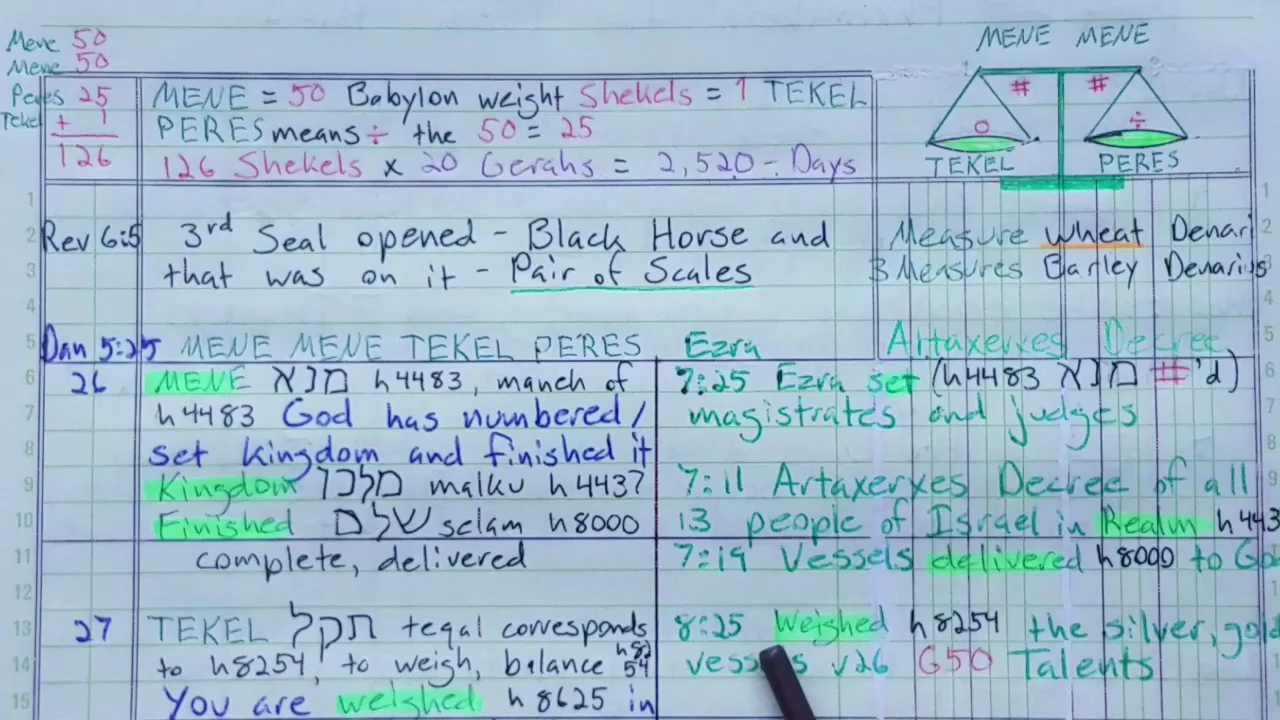 Mene 50
Mene 50
Peres 25
Tekel + 1
126
MENE = 50 Babylon weight Shekels = 1 TEKEL
PERES means ÷ the 50 = 25
126 Shekels x 20 Gerahs = 2,520 - Days
MENE MENE
# #
0 ÷
TEKEL PERES
1
Rev 6:5 3rd Seal opened - Black Horse and
that was on it - Pair of Scales
Measure wheat Denari
3 Measures Barley Denarius
Dan 5:25 MENE MENE TEKEL PERES
Ezra Artaxerxes Decree
26 MENE מנא h4483, maneh of
h4483 God has numbered/
set kingdom and finished it
Kingdom מלכו malku h4437
Finished שלם selam h8000
complete, delivered
7:25 Ezra set (h4483 מנא #'d)
magistrates and judges
7:11 Artaxerxes Decree of all
13 people of Israel in Realm h443
7:19 Vessels delivered h8000 to Go
27 TEKEL תקל teqal corresponds
to h8254, to weigh, balance h82
54
You are weighed h8625 in
8:25 Weighed h8254 the silver, gold
vessels v26 650 Talents
1
2
3
4
5
6
7
8
9
10
11
12
13
14
15